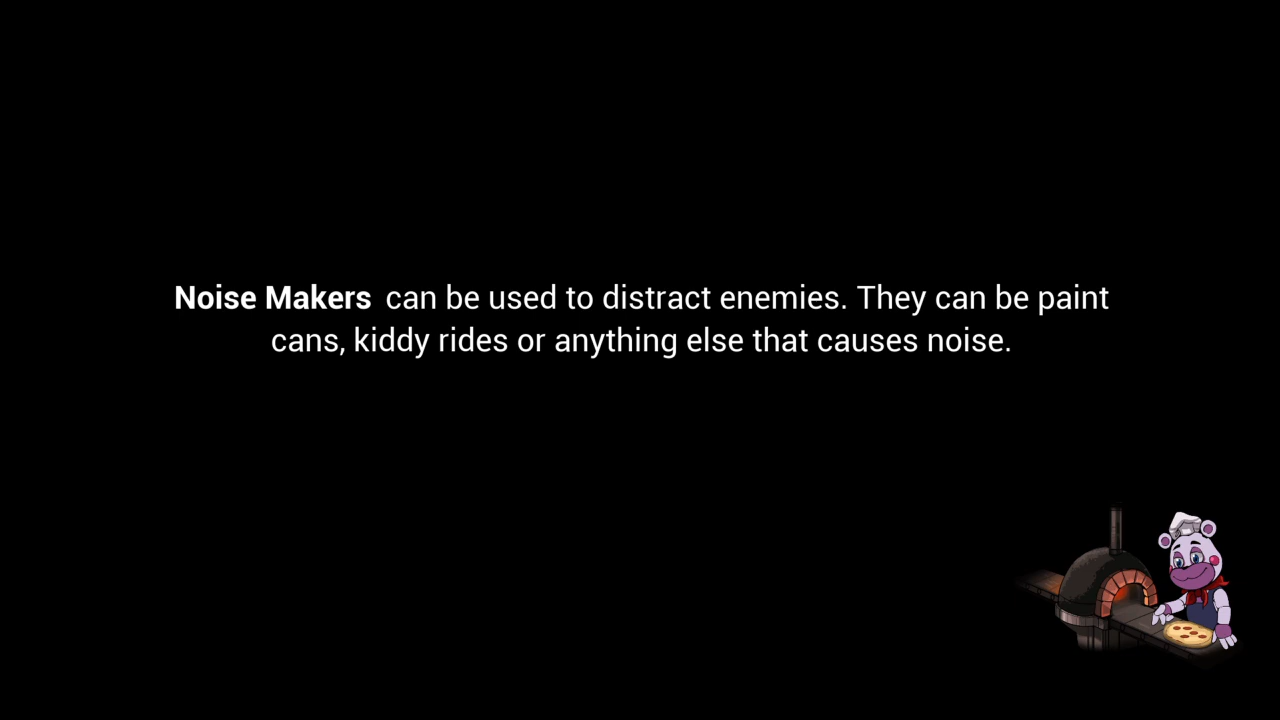 Noise Makers can be used to distract enemies. They can be paint
cans, kiddy rides or anything else that causes noise.